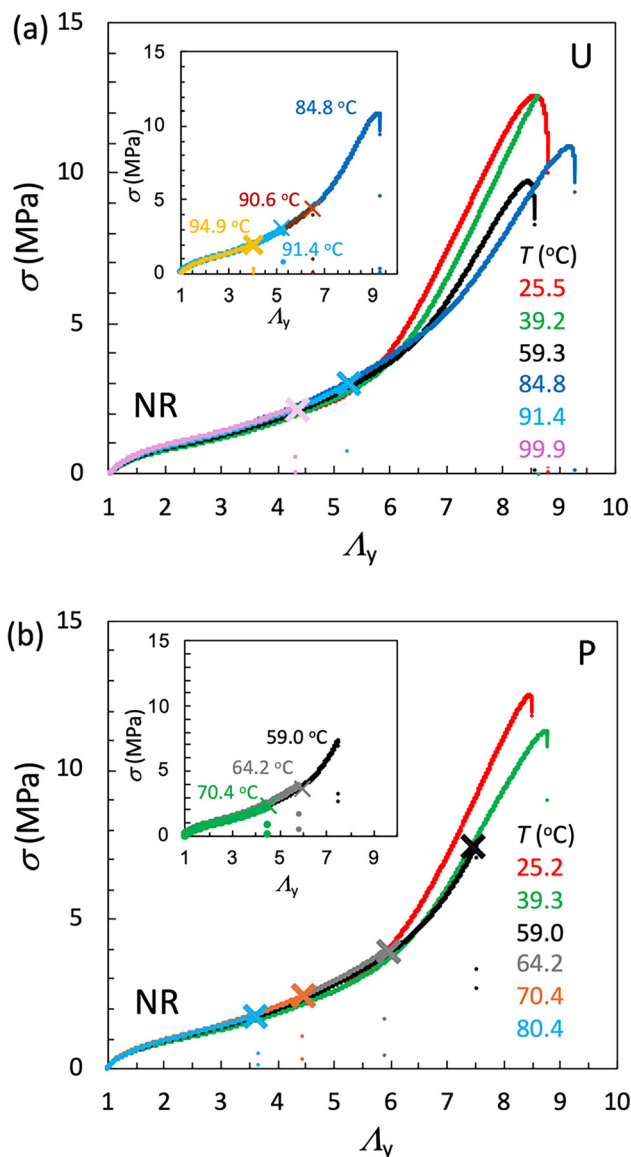 (a)
U
15
10
5
0
σ (MPa)
1 2 3 4 5 6 7 8 9 10
Λy
NR
T (°C)
25.5
39.2
59.3
84.8
91.4
99.9
15
10
5
0
σ (MPa)
1 3 5 7 9
Λy
84.8 °C
90.6 °C
94.9 °C
91.4 °C
(b)
P
15
10
5
0
σ (MPa)
1 2 3 4 5 6 7 8 9 10
Λy
NR
T (°C)
25.2
39.3
59.0
64.2
70.4
80.4
15
10
5
0
σ (MPa)
1 3 5 7 9
Λy
59.0 °C
64.2 °C
70.4 °C